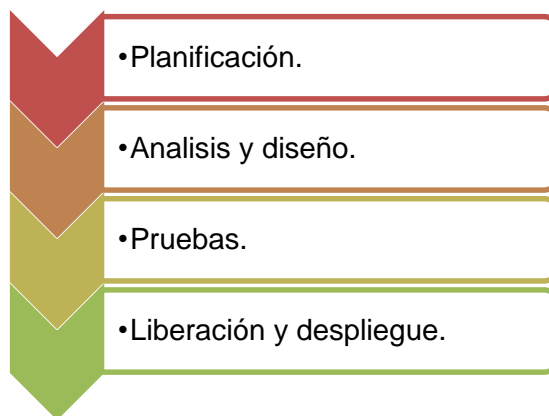 •Planificación.
•Analisis y diseño.
•Pruebas.
•Liberación y despliegue.